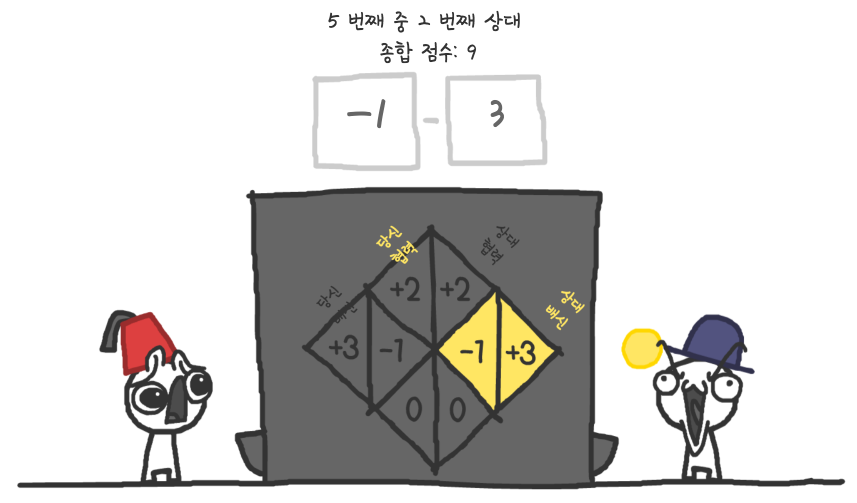 5 번째 중 2 번째 상대
종합 점수: 9
-1 - 3
당신
협력
상대
협력
당신
배신
상대
배신
+2 +2
+3 -1 -1 +3
0 0